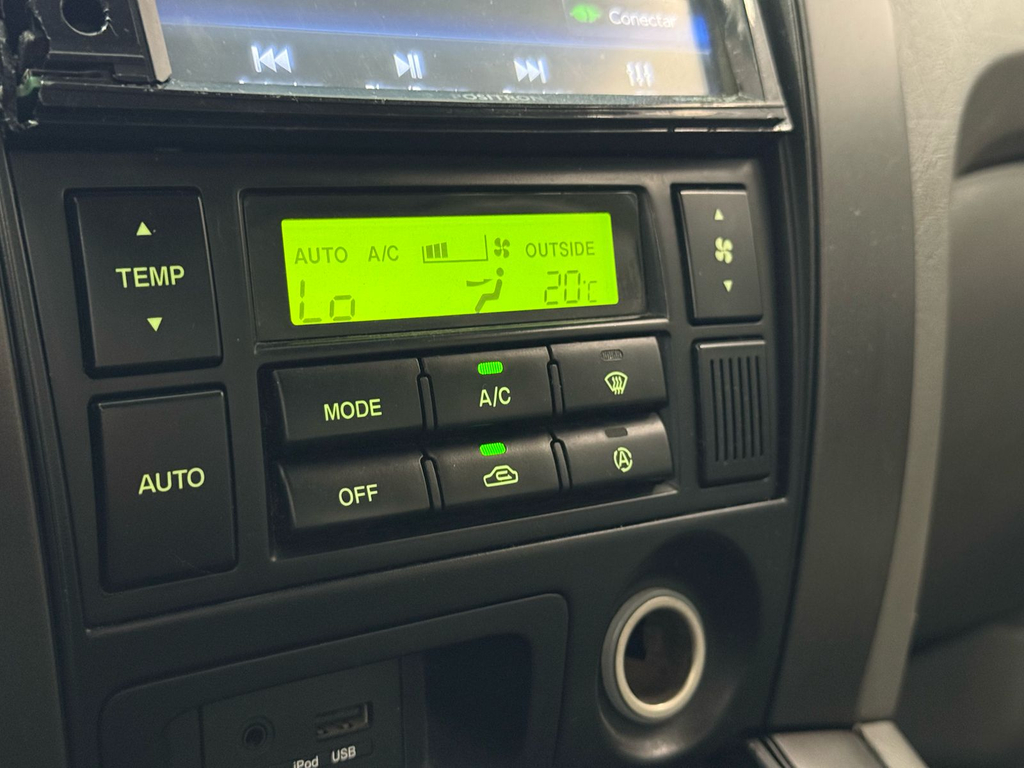 Conectar
TEMP
AUTO A/C OUTSIDE
Lo 20°C
MODE
A/C
AUTO
OFF
A
iPod USB